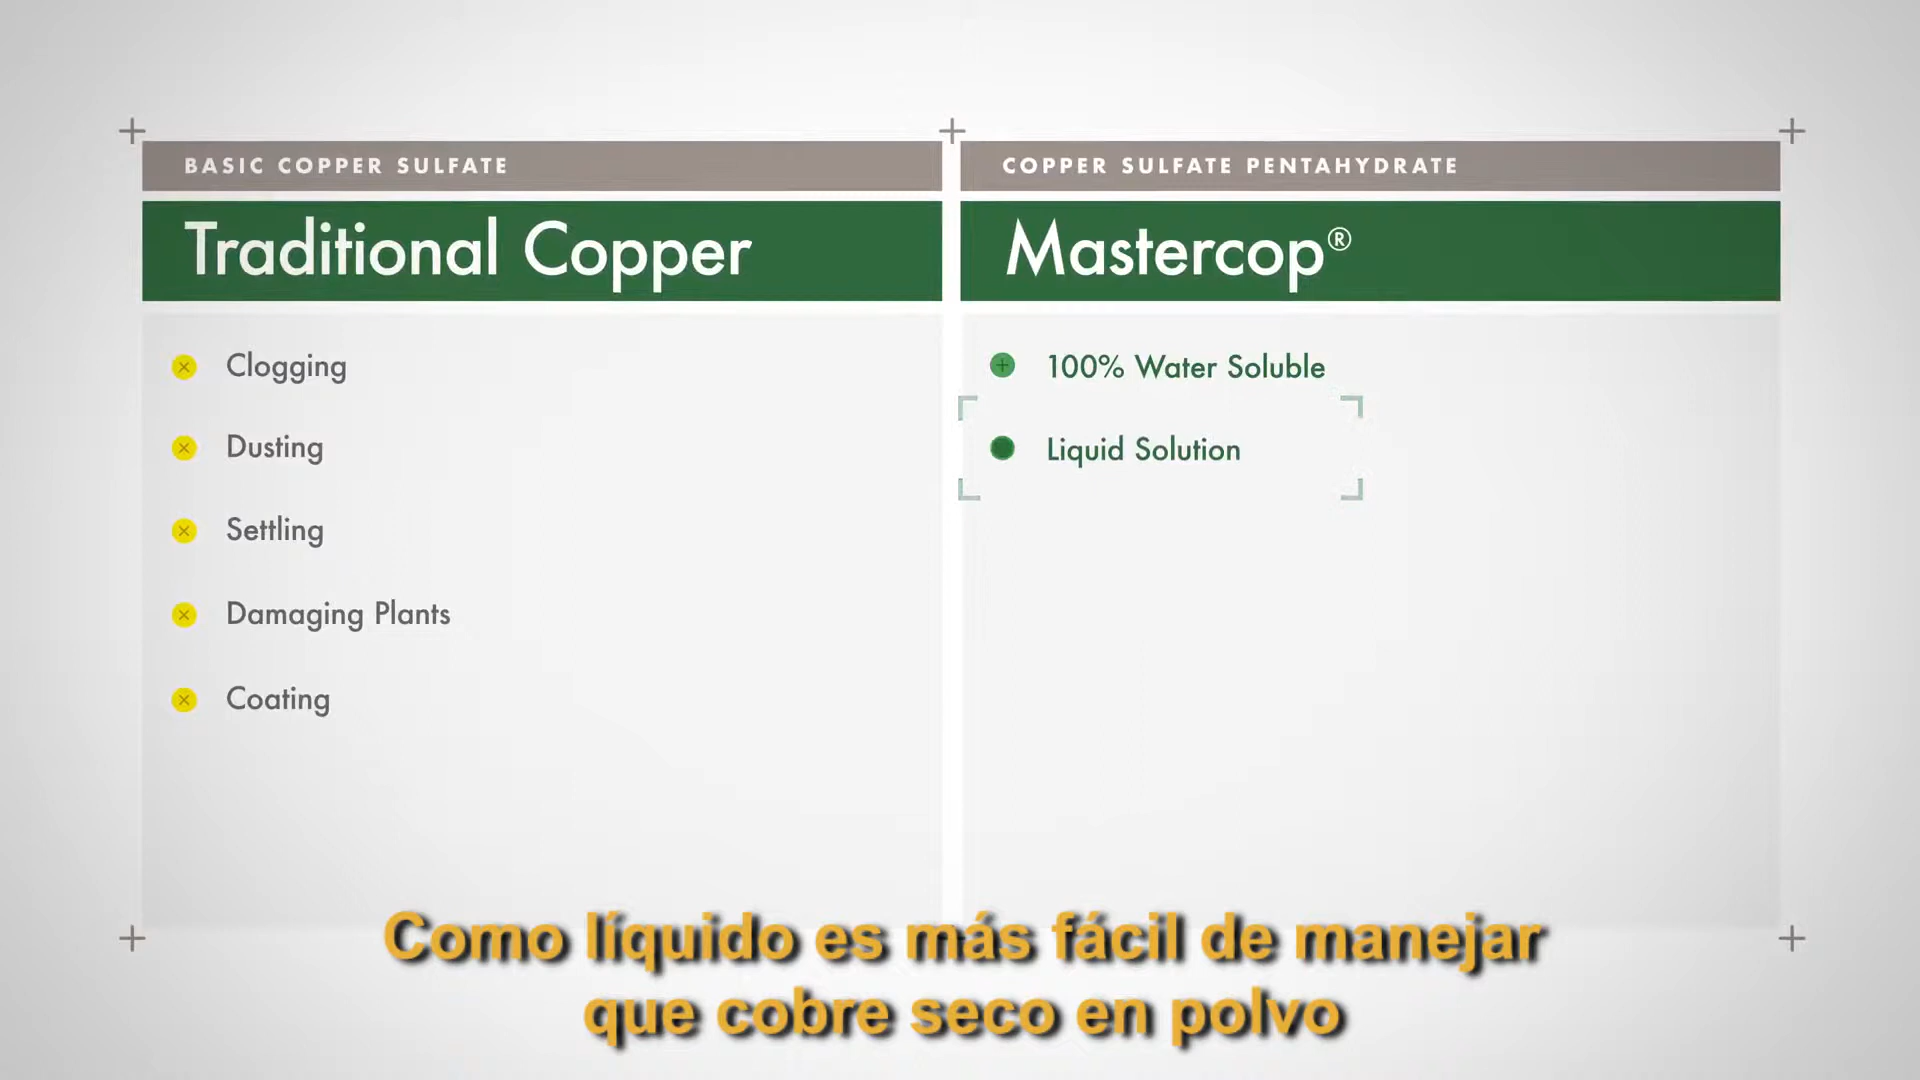 BASIC COPPER SULFATE
Traditional Copper
Clogging
Dusting
Settling
Damaging Plants
Coating
COPPER SULFATE PENTAHYDRATE
Mastercop®
100% Water Soluble
Liquid Solution
Como líquido es más fácil de manejar
que cobre seco en polvo